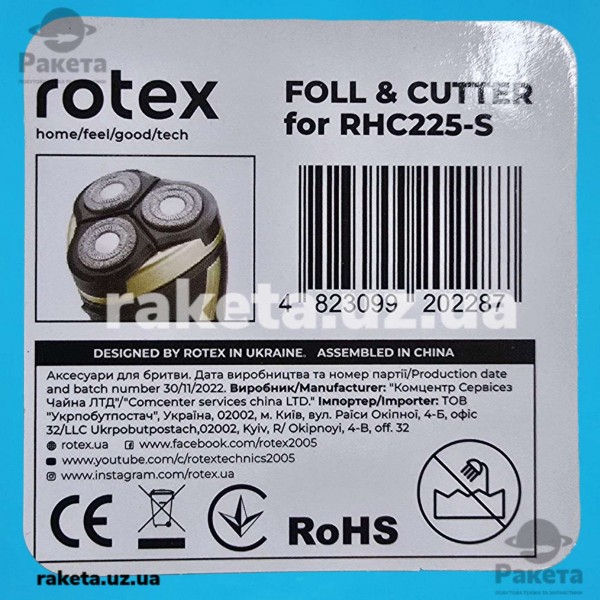 Ракета
rotex
home/feel/good/tech
FOLL & CUTTER
for RHC225-S
4 823099 202287
raketa.uz.ua
DESIGNED BY ROTEX IN UKRAINE. ASSEMBLED IN CHINA
Аксесуари для бритви. Дата виробництва та номер партії/Production date
and batch number 30/11/2022. Виробник/Manufacturer: "Комцентр Сервісез
Чайна ЛТД"/"Comcenter services china LTD." Імпортер/Importer: ТОВ
"Укрпобутпостач", Україна, 02002, м. Київ, вул. Раїси Окіпної, 4-Б, офіс
32/LLC Ukrpobutpostach,02002, Kyiv, R/ Okipnoyi, 4-B, off. 32
rotex.ua www.facebook.com/rotex2005
www.youtube.com/c/rotextechnics2005
www.instagram.com/rotex.ua
CE RoHS
raketa.uz.ua
Ракета